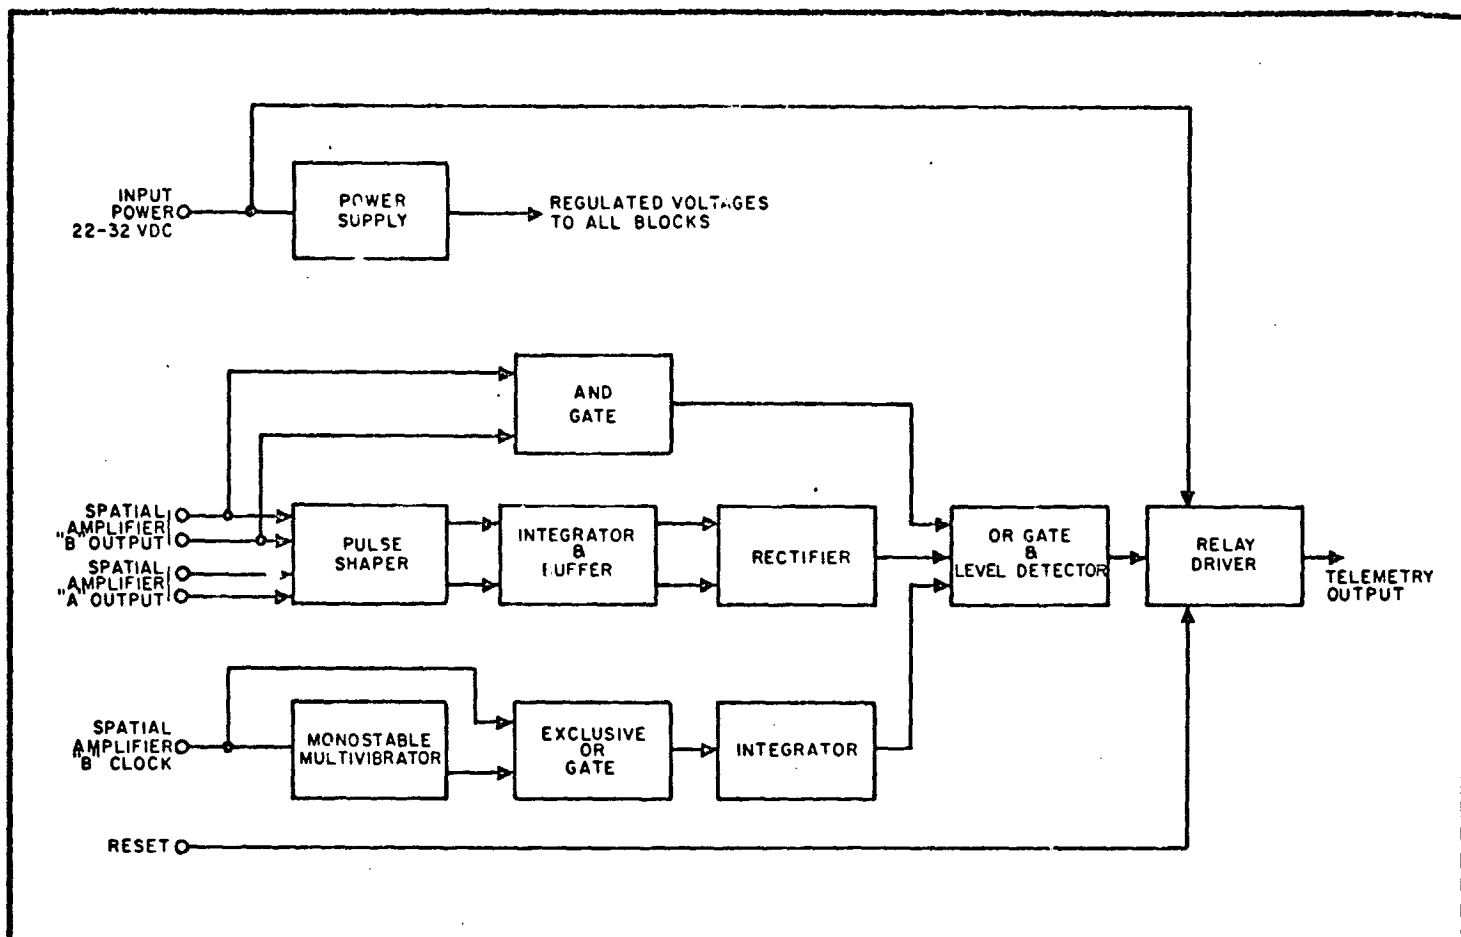 INPUT
POWER
22-32 VDC
POWER
SUPPLY
REGULATED VOLTAGES
TO ALL BLOCKS
AND
GATE
SPATIAL
AMPLIFIER
"B" OUTPUT
SPATIAL
AMPLIFIER
"A" OUTPUT
PULSE
SHAPER
INTEGRATOR
&
BUFFER
RECTIFIER
OR GATE
&
LEVEL DETECTOR
RELAY
DRIVER
TELEMETRY
OUTPUT
SPATIAL
AMPLIFIER
"B" CLOCK
MONOSTABLE
MULTIVIBRATOR
EXCLUSIVE
OR
GATE
INTEGRATOR
RESET